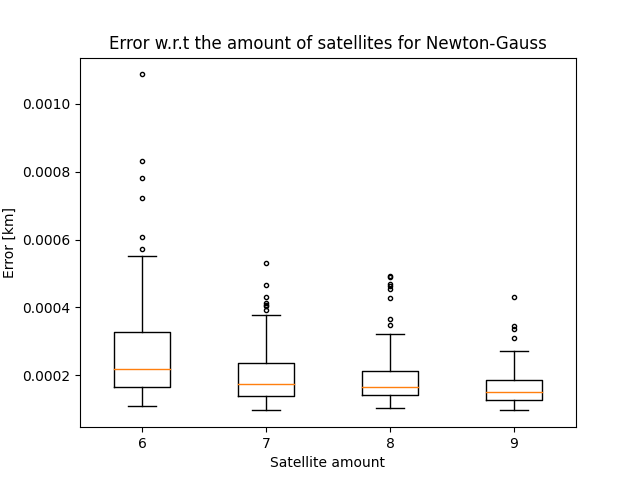 Error w.r.t the amount of satellites for Newton-Gauss
0.0010
0.0008
0.0006
0.0004
0.0002
Error [km]
6 7 8 9
Satellite amount